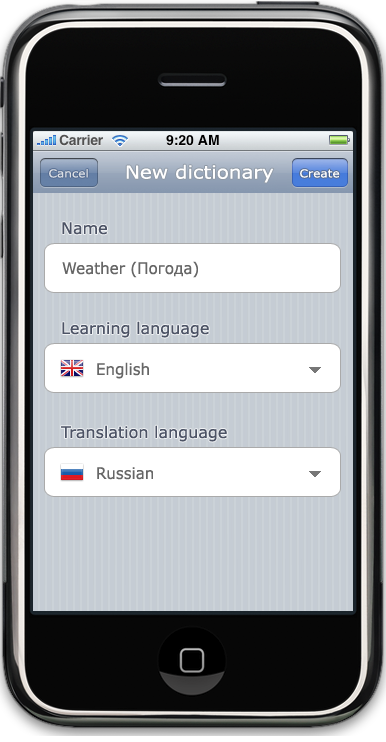 Carrier 9:20 AM
Cancel New dictionary Create
Name
Weather (Погода)
Learning language
English
Translation language
Russian